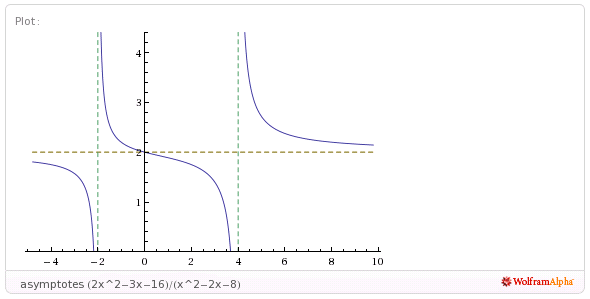 Plot:
4
3
2
1
−4 −2 0 2 4 6 8 10
asymptotes (2x^2−3x−16)/(x^2−2x−8)
WolframAlpha